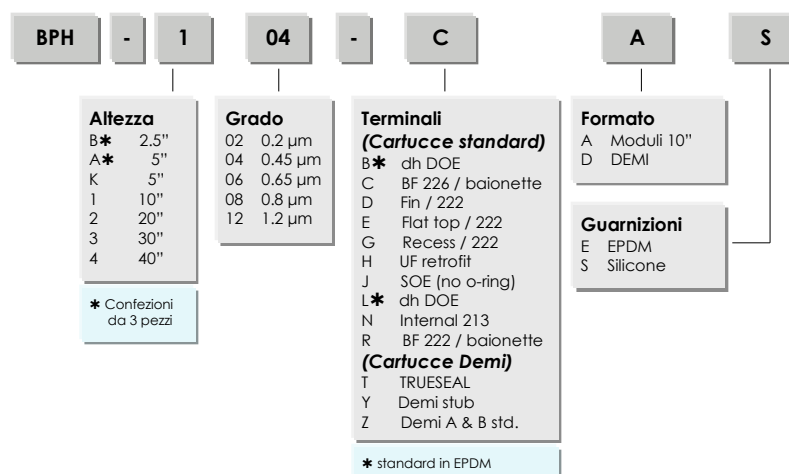 BPH - 1 04 - C A S
Altezza
B✱ 2.5”
A✱ 5”
K 5”
1 10”
2 20”
3 30”
4 40”
✱ Confezioni
da 3 pezzi
Grado
02 0.2 µm
04 0.45 µm
06 0.65 µm
08 0.8 µm
12 1.2 µm
Terminali
(Cartucce standard)
B✱ dh DOE
C BF 226 / baionette
D Fin / 222
E Flat top / 222
G Recess / 222
H UF retrofit
J SOE (no o-ring)
L✱ dh DOE
N Internal 213
R BF 222 / baionette
(Cartucce Demi)
T TRUESEAL
Y Demi stub
Z Demi A & B std.
✱ standard in EPDM
Formato
A Moduli 10”
D DEMI
Guarnizioni
E EPDM
S Silicone